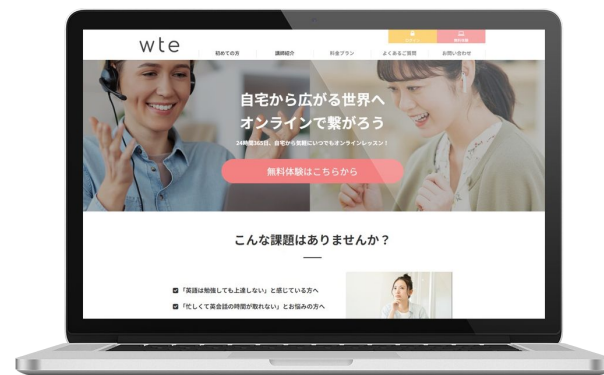 wte
初めての方
講師紹介
料金プラン
よくあるご質問
お問い合わせ
自宅から広がる世界へ
オンラインで繋がろう
24時間365日、自宅から気軽にいつでもオンラインレッスン！
無料体験はこちらから
こんな課題はありませんか？
「英語は勉強しても上達しない」と感じている方へ
「忙しくて英会話の時間が取れない」とお悩みの方へ